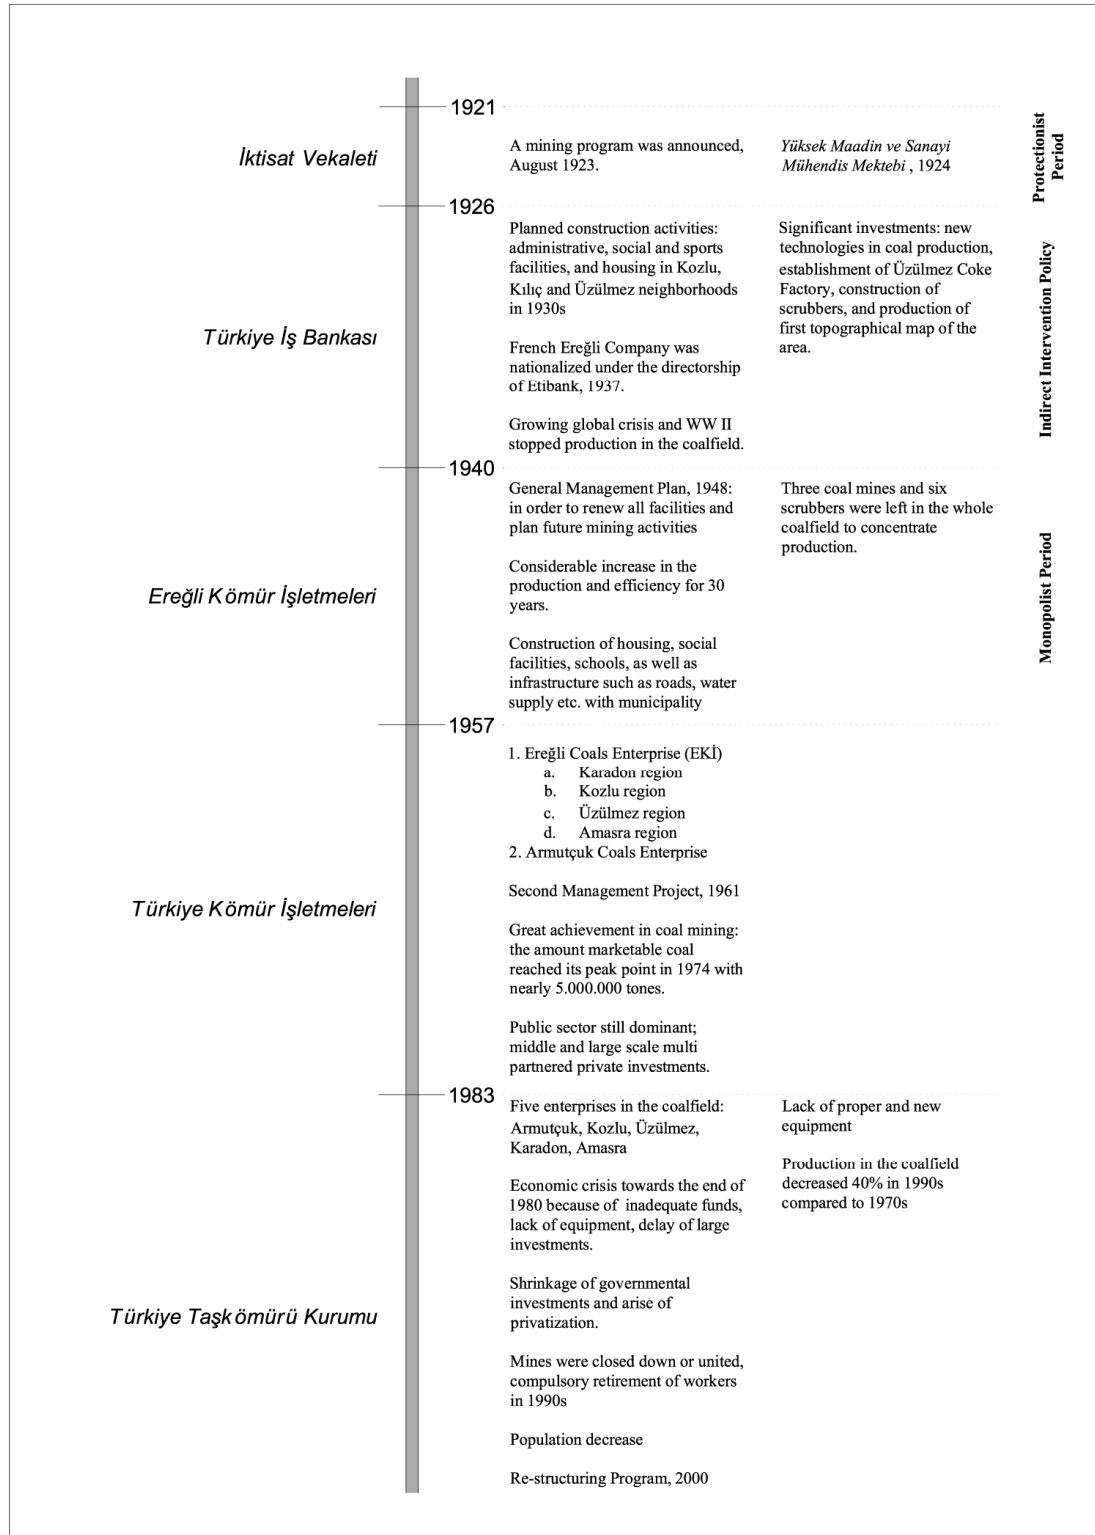 1921
Protectionist
Period
İktisat Vekaleti
A mining program was announced,
August 1923.
Yüksek Maadin ve Sanayi
Mühendis Mektebi , 1924
1926
Indirect Intervention Policy
Türkiye İş Bankası
Planned construction activities:
administrative, social and sports
facilities, and housing in Kozlu,
Kılıç and Üzülmez neighborhoods
in 1930s
French Ereğli Company was
nationalized under the directorship
of Etibank, 1937.
Growing global crisis and WW II
stopped production in the coalfield.
Significant investments: new
technologies in coal production,
establishment of Üzülmez Coke
Factory, construction of
scrubbers, and production of
first topographical map of the
area.
1940
Monopolist Period
Ereğli Kömür İşletmeleri
General Management Plan, 1948:
in order to renew all facilities and
plan future mining activities
Considerable increase in the
production and efficiency for 30
years.
Construction of housing, social
facilities, schools, as well as
infrastructure such as roads, water
supply etc. with municipality
Three coal mines and six
scrubbers were left in the whole
coalfield to concentrate
production.
1957
Türkiye Kömür İşletmeleri
1. Ereğli Coals Enterprise (EKİ)
a. Karadon region
b. Kozlu region
c. Üzülmez region
d. Amasra region
2. Armutçuk Coals Enterprise
Second Management Project, 1961
Great achievement in coal mining:
the amount marketable coal
reached its peak point in 1974 with
nearly 5.000.000 tones.
Public sector still dominant;
middle and large scale multi
partnered private investments.
1983
Türkiye Taşkömürü Kurumu
Five enterprises in the coalfield:
Armutçuk, Kozlu, Üzülmez,
Karadon, Amasra
Economic crisis towards the end of
1980 because of inadequate funds,
lack of equipment, delay of large
investments.
Shrinkage of governmental
investments and arise of
privatization.
Mines were closed down or united,
compulsory retirement of workers
in 1990s
Population decrease
Re-structuring Program, 2000
Lack of proper and new
equipment
Production in the coalfield
decreased 40% in 1990s
compared to 1970s